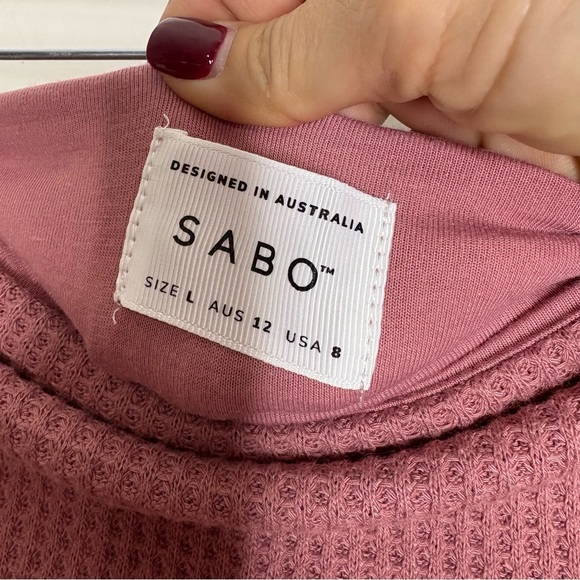 DESIGNED IN AUSTRALIA
SABO™
SIZE L AUS 12 USA 8